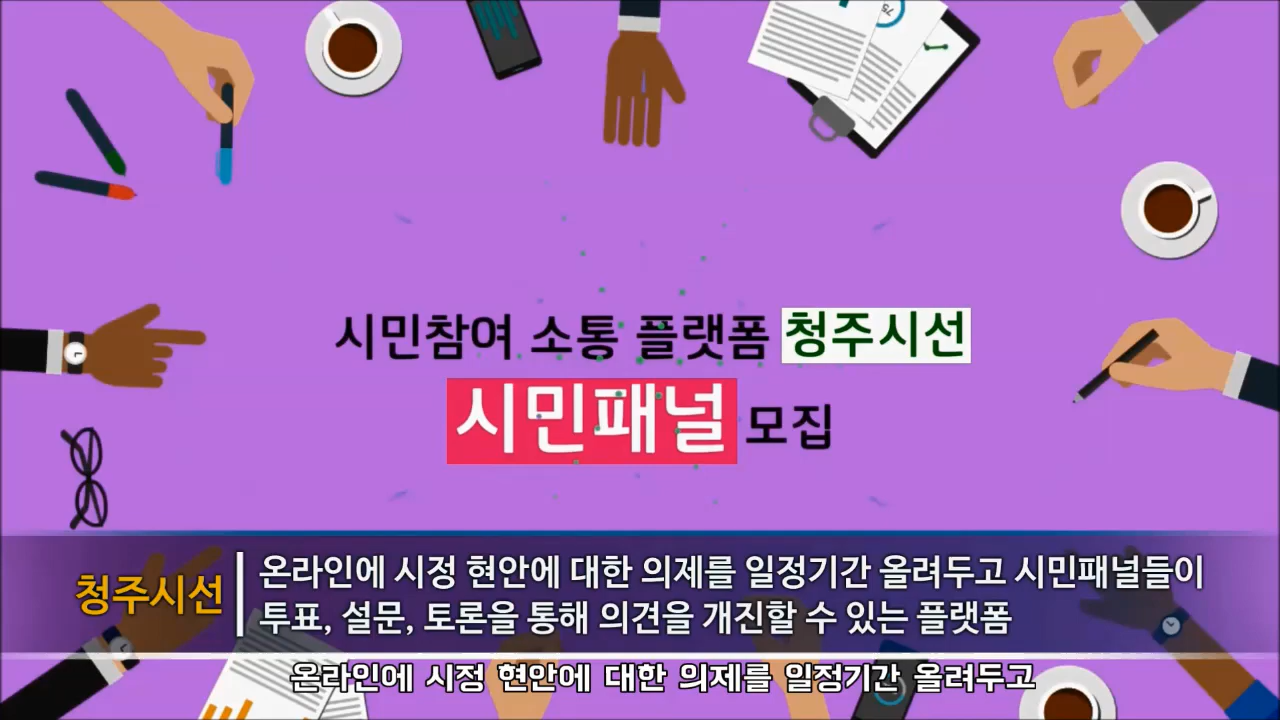 시민참여 소통 플랫폼 청주시선
시민패널 모집
청주시선
온라인에 시정 현안에 대한 의제를 일정기간 올려두고 시민패널들이
투표, 설문, 토론을 통해 의견을 개진할 수 있는 플랫폼
온라인에 시정 현안에 대한 의제를 일정기간 올려두고